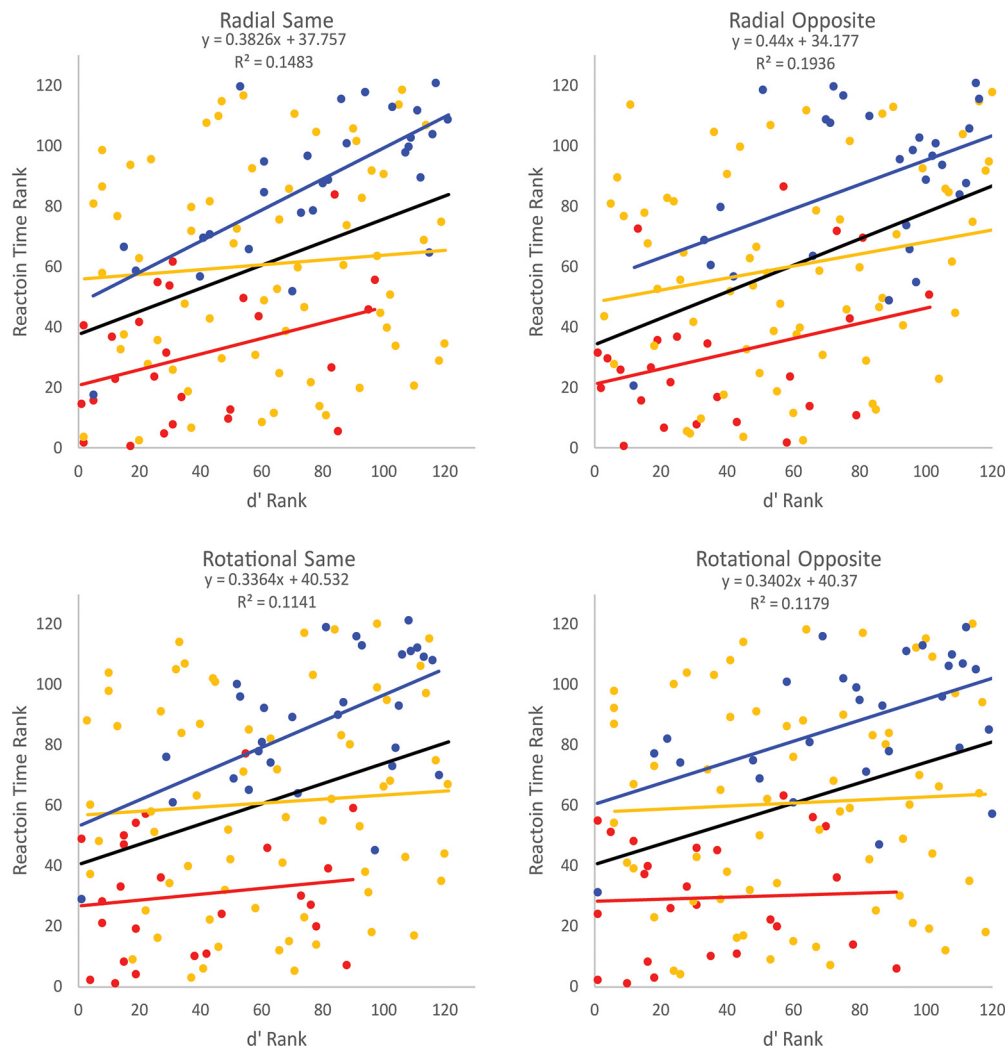 Radial Same
y = 0.3826x + 37.757
R² = 0.1483
120
100
80
60
40
20
0
Reactoin Time Rank
0 20 40 60 80 100 120
d' Rank
Radial Opposite
y = 0.44x + 34.177
R² = 0.1936
120
100
80
60
40
20
0
Reactoin Time Rank
0 20 40 60 80 100 120
d' Rank
Rotational Same
y = 0.3364x + 40.532
R² = 0.1141
120
100
80
60
40
20
0
Reactoin Time Rank
0 20 40 60 80 100 120
d' Rank
Rotational Opposite
y = 0.3402x + 40.37
R² = 0.1179
120
100
80
60
40
20
0
Reactoin Time Rank
0 20 40 60 80 100 120
d' Rank